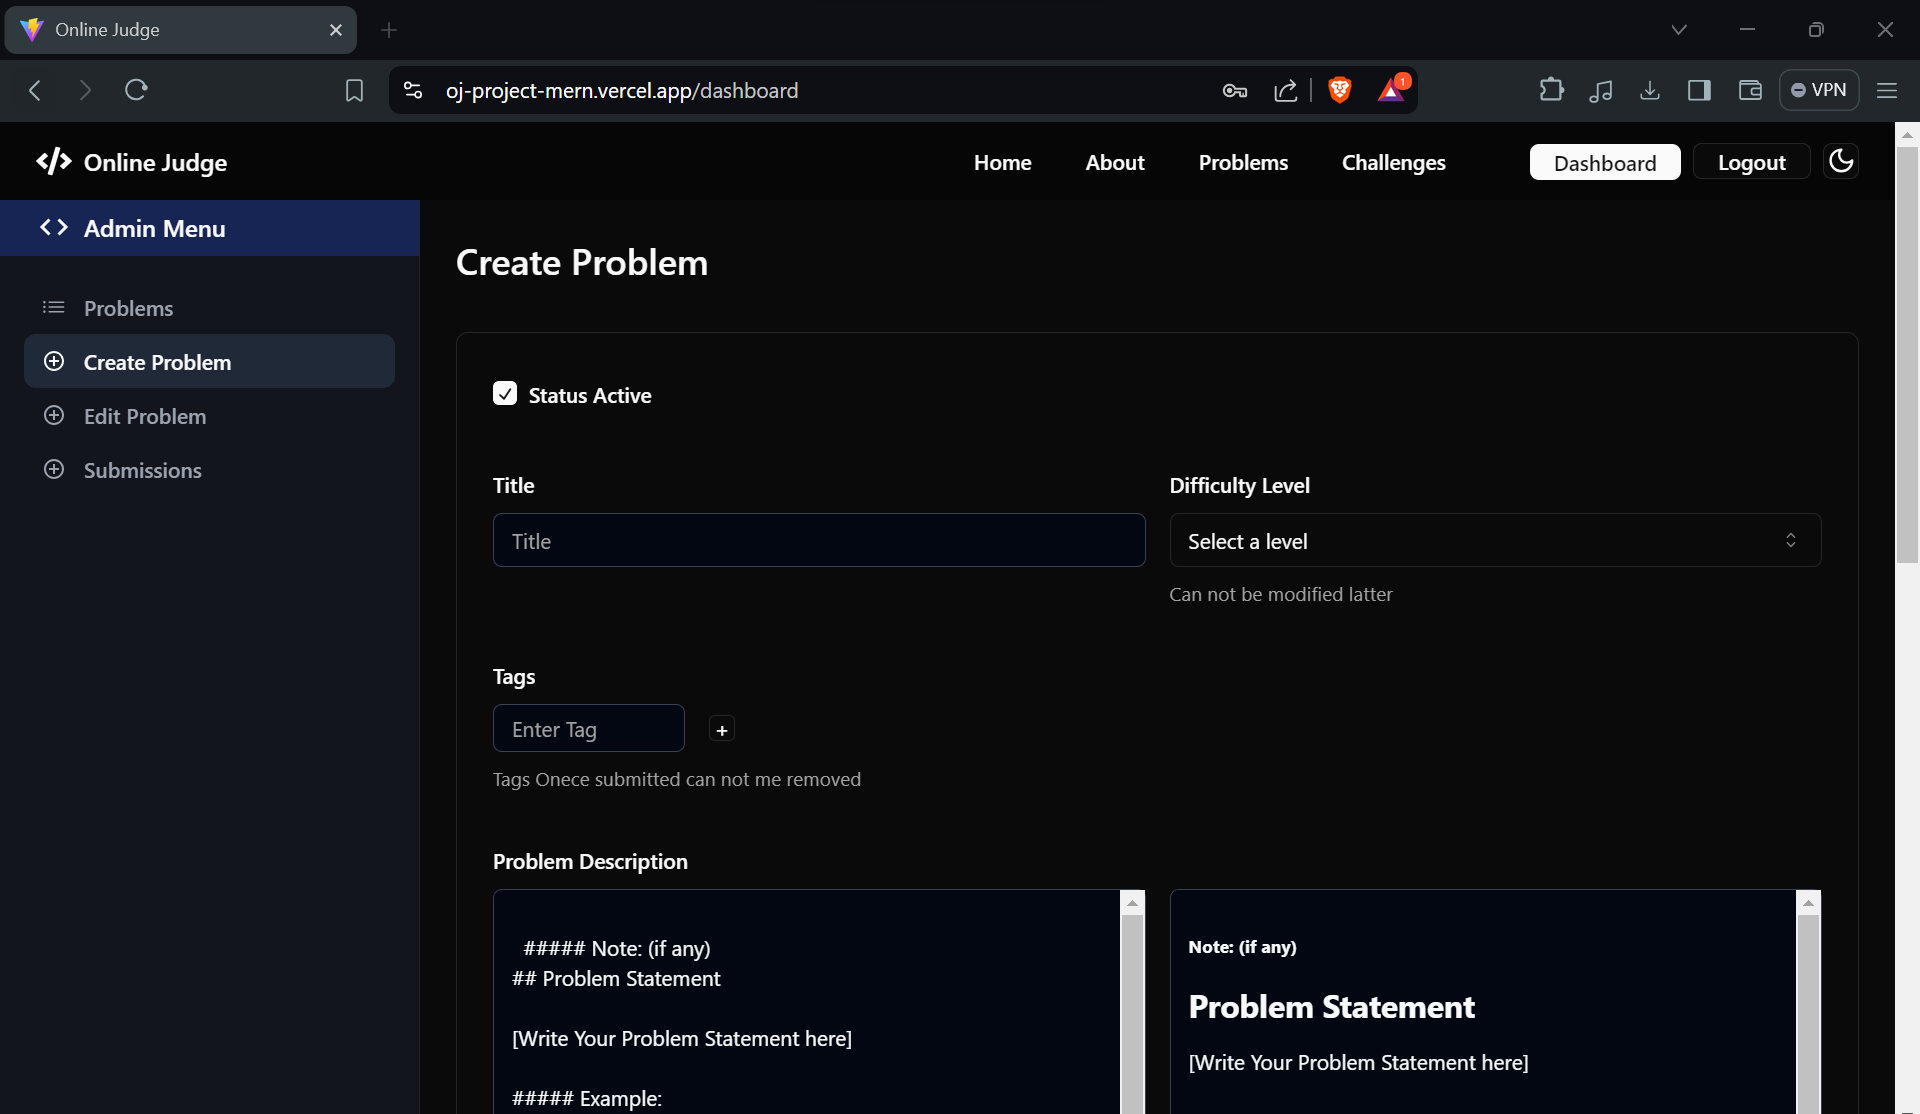 Online Judge
oj-project-mern.vercel.app/dashboard
1
VPN
</> Online Judge
Home
About
Problems
Challenges
Dashboard
Logout
<> Admin Menu
Problems
Create Problem
Edit Problem
Submissions
Create Problem
Status Active
Title
Title
Difficulty Level
Select a level
Can not be modified latter
Tags
Enter Tag
+
Tags Onece submitted can not me removed
Problem Description
##### Note: (if any)
## Problem Statement
[Write Your Problem Statement here]
##### Example:
Note: (if any)
Problem Statement
[Write Your Problem Statement here]